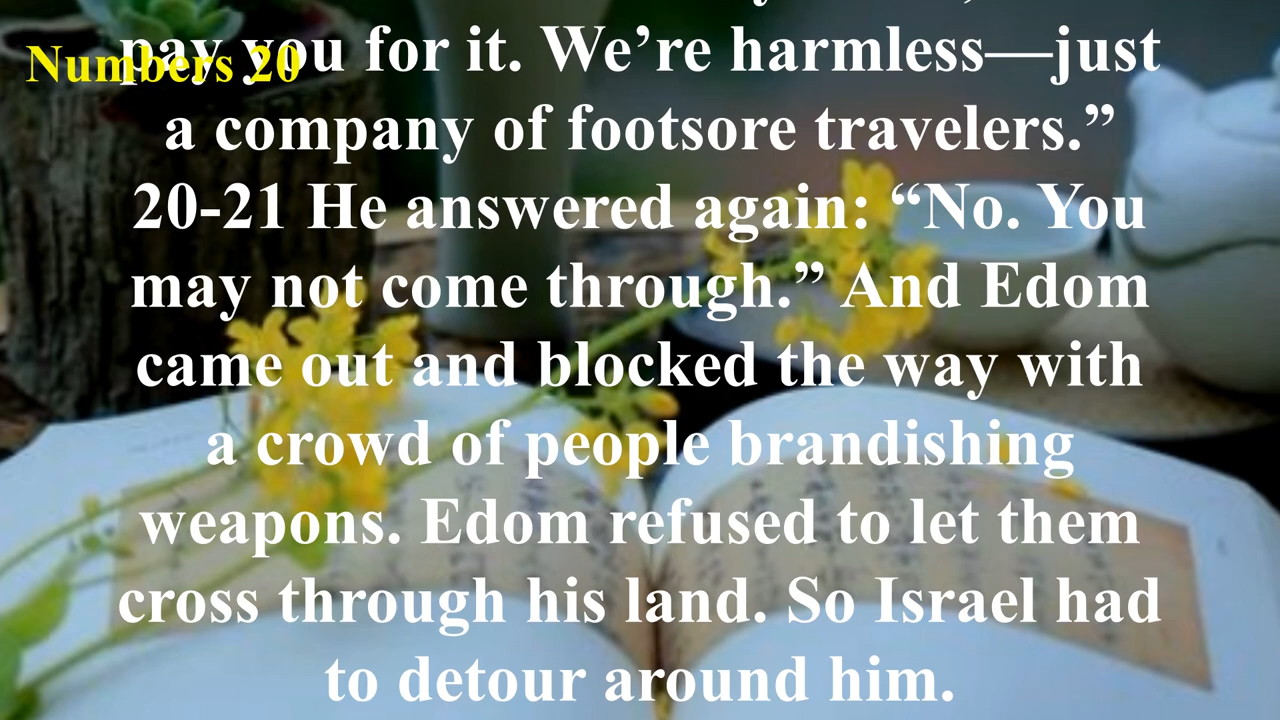 Numbers 20
pay you for it. We’re harmless—just
a company of footsore travelers.”
20-21 He answered again: “No. You
may not come through.” And Edom
came out and blocked the way with
a crowd of people brandishing
weapons. Edom refused to let them
cross through his land. So Israel had
to detour around him.